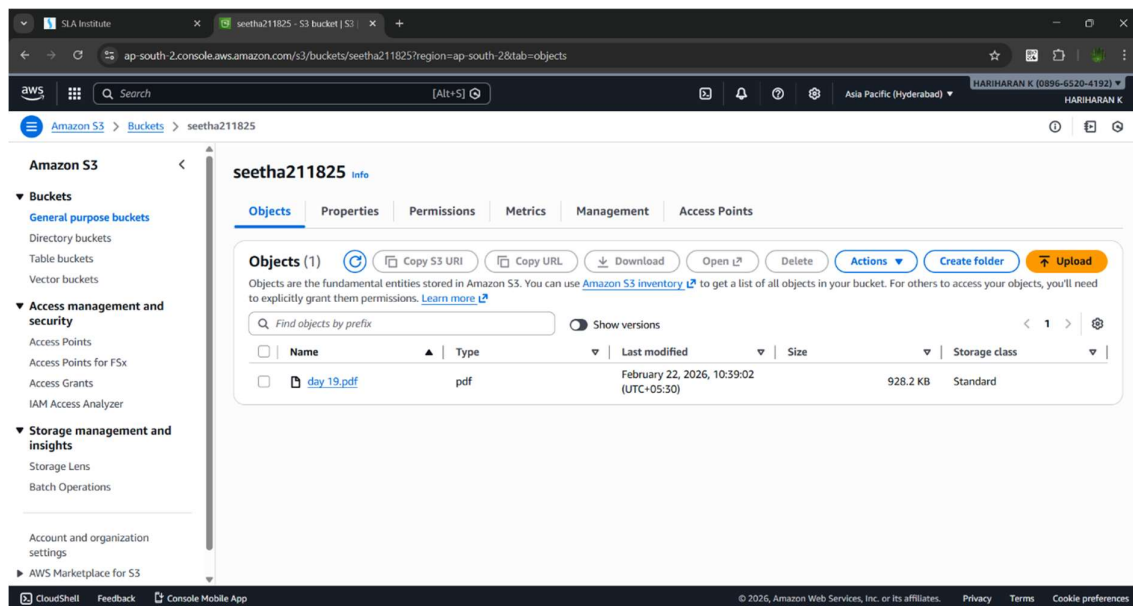 SLA Institute
seetha211825 - S3 bucket | S3 |
ap-south-2.console.aws.amazon.com/s3/buckets/seetha211825?region=ap-south-2&tab=objects
aws
Search [Alt+S]
Asia Pacific (Hyderabad)
HARIHARAN K (0896-6520-4192)
HARIHARAN K
Amazon S3 > Buckets > seetha211825
Amazon S3
Buckets
General purpose buckets
Directory buckets
Table buckets
Vector buckets
Access management and
security
Access Points
Access Points for FSx
Access Grants
IAM Access Analyzer
Storage management and
insights
Storage Lens
Batch Operations
Account and organization
settings
AWS Marketplace for S3
seetha211825 Info
Objects Properties Permissions Metrics Management Access Points
Objects (1) Copy S3 URI Copy URL Download Open Delete Actions Create folder Upload
Objects are the fundamental entities stored in Amazon S3. You can use Amazon S3 inventory to get a list of all objects in your bucket. For others to access your objects, you'll need
to explicitly grant them permissions. Learn more
Find objects by prefix Show versions 1
Name Type Last modified Size Storage class
day 19.pdf pdf February 22, 2026, 10:39:02 928.2 KB Standard
(UTC+05:30)
CloudShell Feedback Console Mobile App © 2026, Amazon Web Services, Inc. or its affiliates. Privacy Terms Cookie preferences